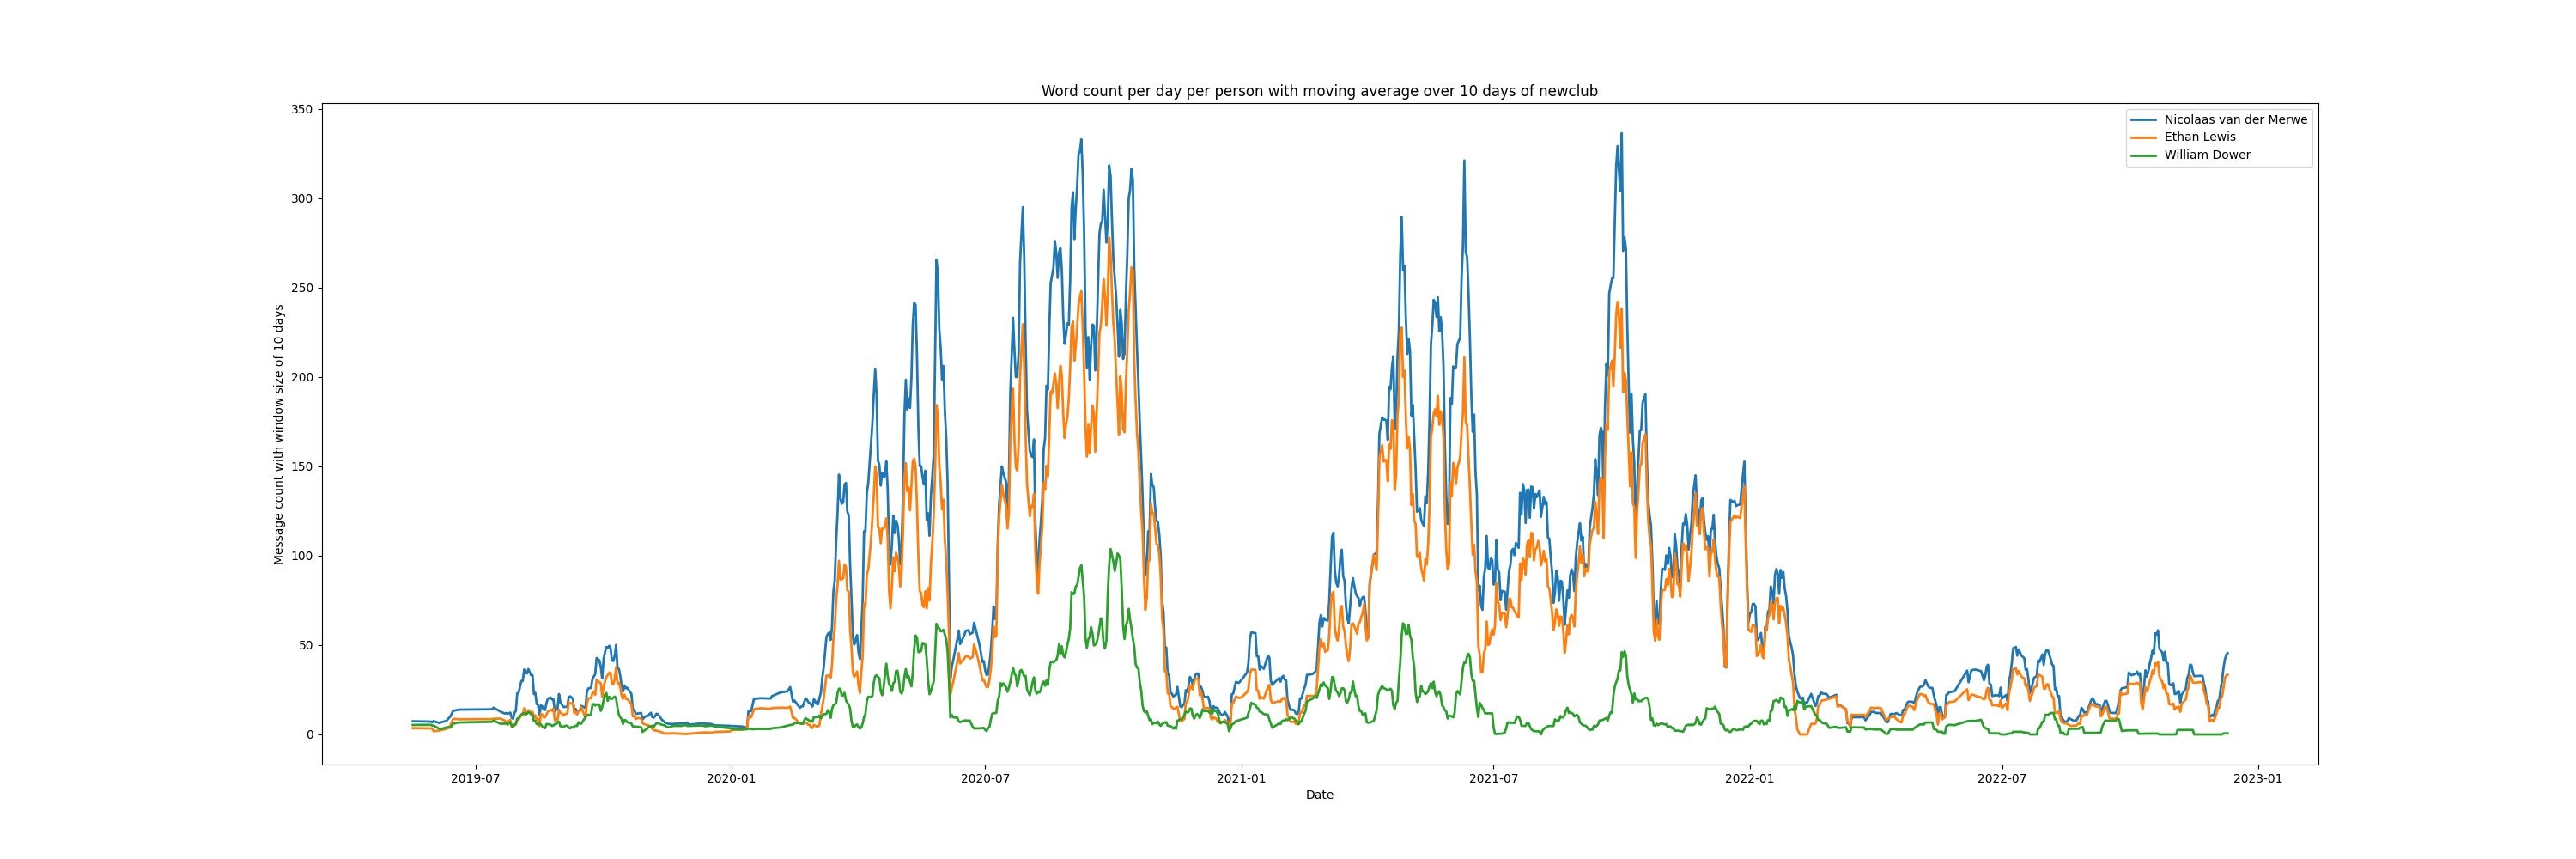 Word count per day per person with moving average over 10 days of newclub
350
300
250
200
150
100
50
0
Message count with window size of 10 days
Nicolaas van der Merwe
Ethan Lewis
William Dower
2019-07 2020-01 2020-07 2021-01 2021-07 2022-01 2022-07 2023-01
Date